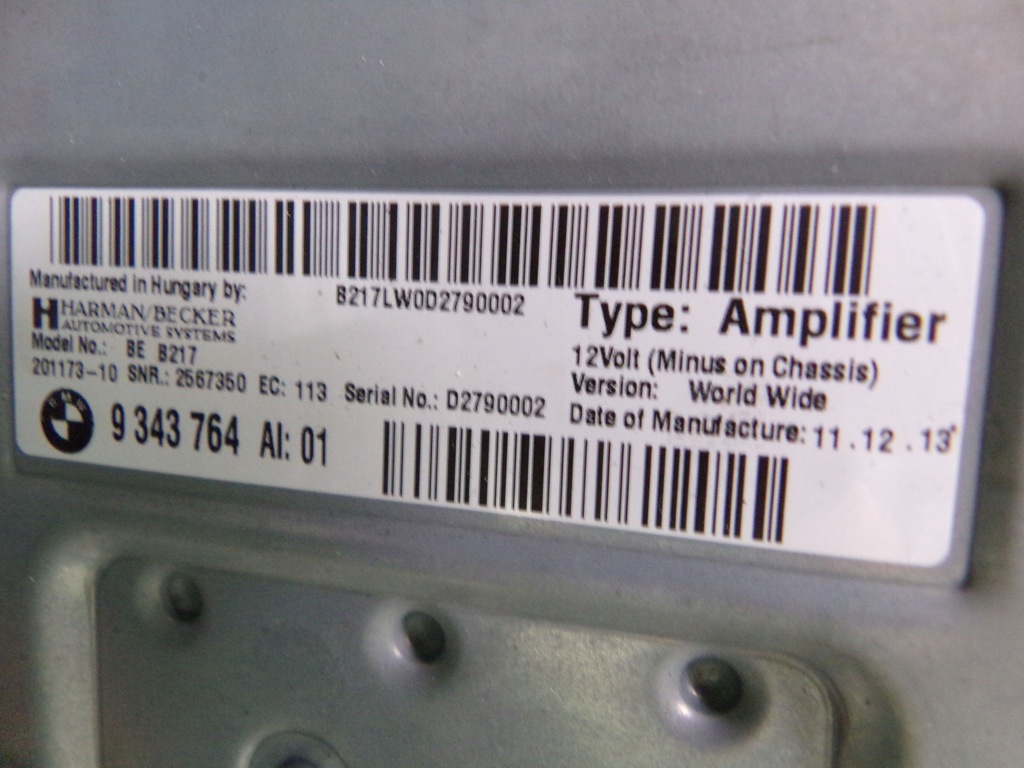 Manufactured in Hungary by:
HARMAN/BECKER
AUTOMOTIVE SYSTEMS
Model No.: BE B217
201173-10 SNR.: 2567350 EC: 113 Serial No.: D2790002
BMW
9 343 764 AI: 01
B217LW0D2790002
Type: Amplifier
12Volt (Minus on Chassis)
Version: World Wide
Date of Manufacture: 11.12.13